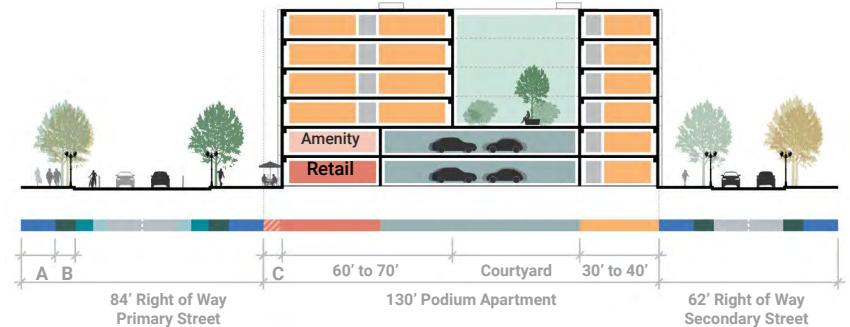 Amenity
Retail
A B C 60’ to 70’ Courtyard 30’ to 40’
84’ Right of Way
Primary Street
130’ Podium Apartment
62’ Right of Way
Secondary Street